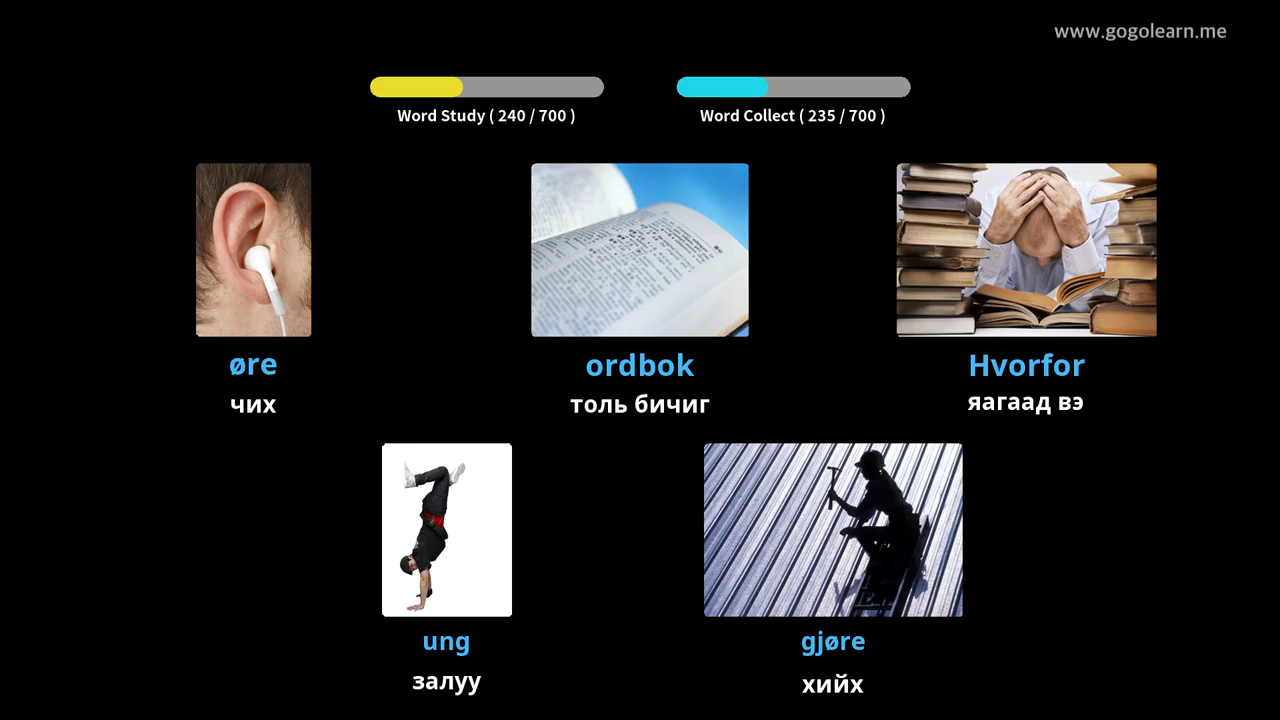 www.gogolearn.me
Word Study ( 240 / 700 )
Word Collect ( 235 / 700 )
øre
ordbok
Hvorfor
чих
толь бичиг
яагаад вэ
ung
gjøre
залуу
хийх